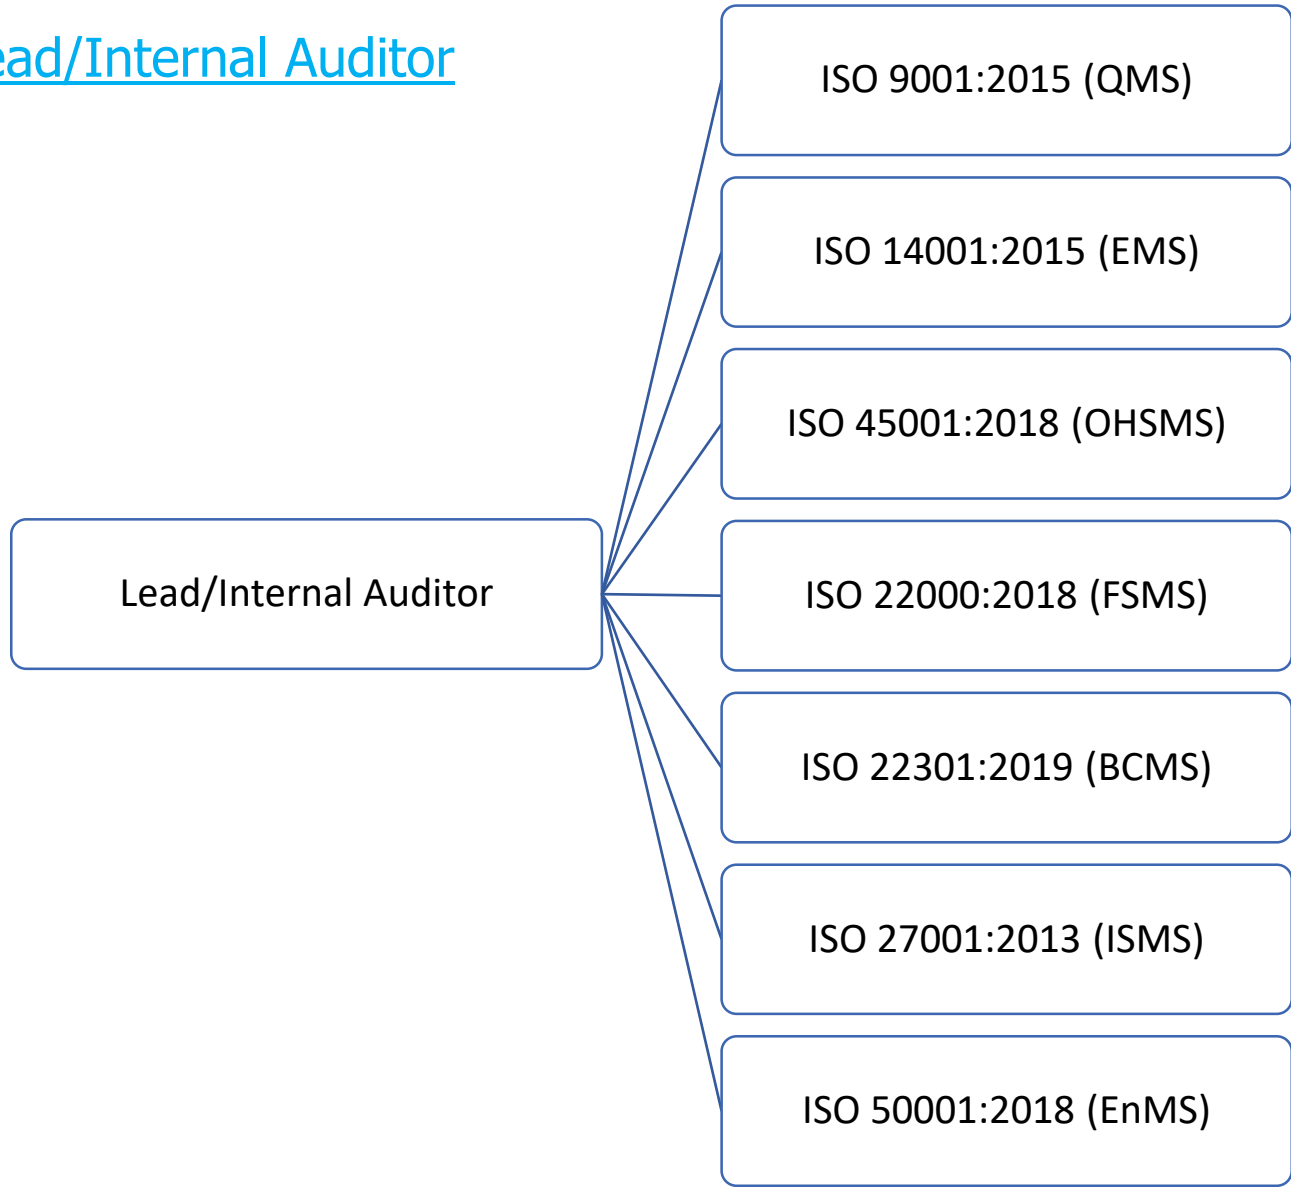 ead/Internal Auditor
ISO 9001:2015 (QMS)
ISO 14001:2015 (EMS)
ISO 45001:2018 (OHSMS)
Lead/Internal Auditor
ISO 22000:2018 (FSMS)
ISO 22301:2019 (BCMS)
ISO 27001:2013 (ISMS)
ISO 50001:2018 (EnMS)